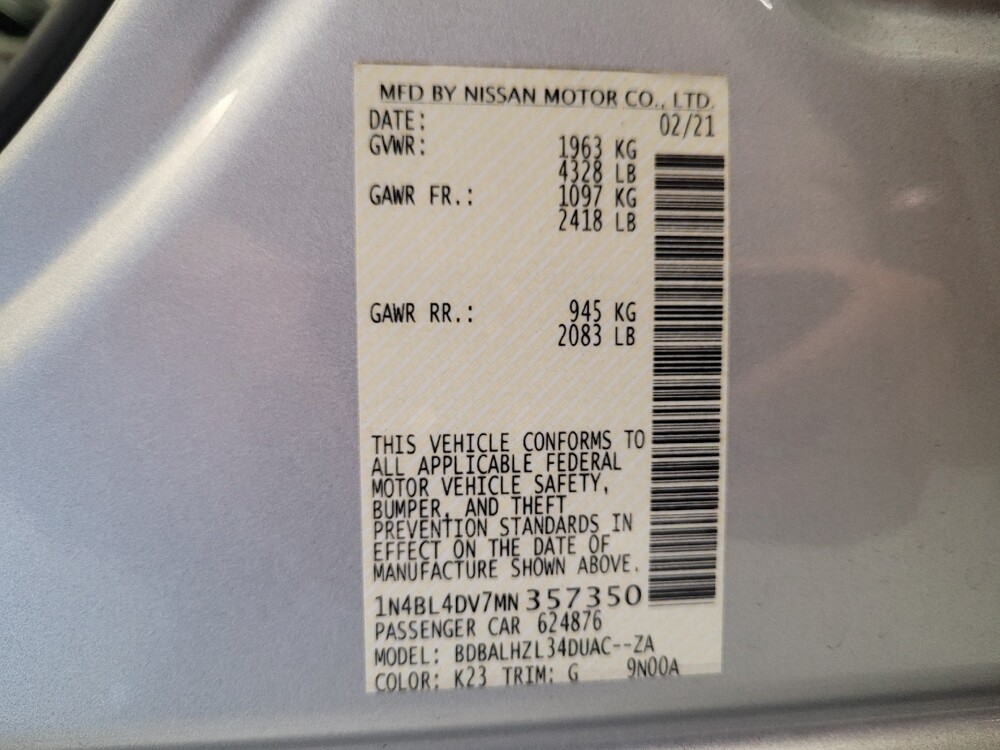 MFD BY NISSAN MOTOR CO., LTD.
DATE: 02/21
GVWR: 1963 KG
4328 LB
GAWR FR.: 1097 KG
2418 LB
GAWR RR.: 945 KG
2083 LB
THIS VEHICLE CONFORMS TO
ALL APPLICABLE FEDERAL
MOTOR VEHICLE SAFETY,
BUMPER, AND THEFT
PREVENTION STANDARDS IN
EFFECT ON THE DATE OF
MANUFACTURE SHOWN ABOVE.
1N4BL4DV7MN357350
PASSENGER CAR 624876
MODEL: BDBALHZL34DUAC--ZA
COLOR: K23 TRIM: G 9N00A